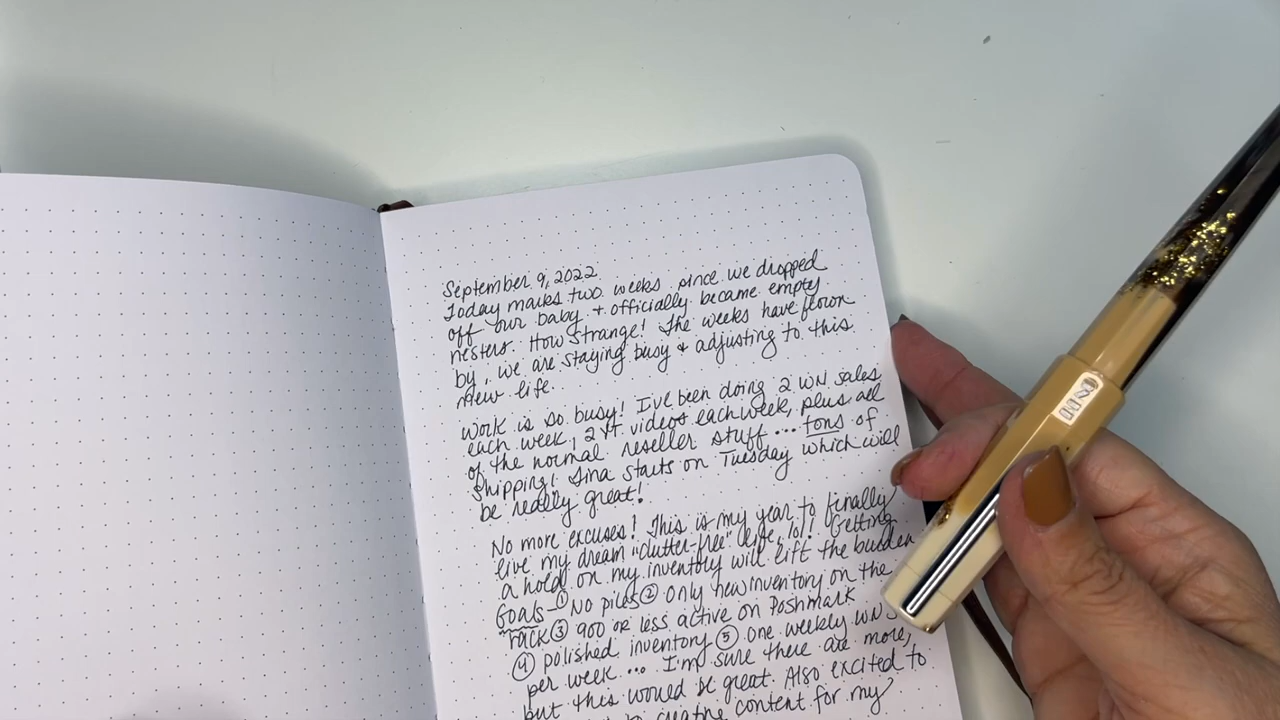 September 9, 2022
Today marks two weeks since we dropped
off our baby + officially became empty
nesters. How strange! The weeks have flown
by, we are staying busy + adjusting to this
new life.
Work is so busy! I've been doing 2 WN sales
each week, 2 YT videos each week, plus all
of the normal reseller stuff... tons of
shipping! Gina starts on Tuesday which will
be really great!
No more excuses! This is my year to finally
live my dream "clutter-free" life, lol! Getting
a hold on my inventory will lift the burden
Goals - ① No piles ② Only new inventory on the
rack ③ 900 or less active on Poshmark
④ polished inventory ⑤ One weekly WN
per week ... I'm sure there are more,
but this would be great. Also excited to
to creating content for my